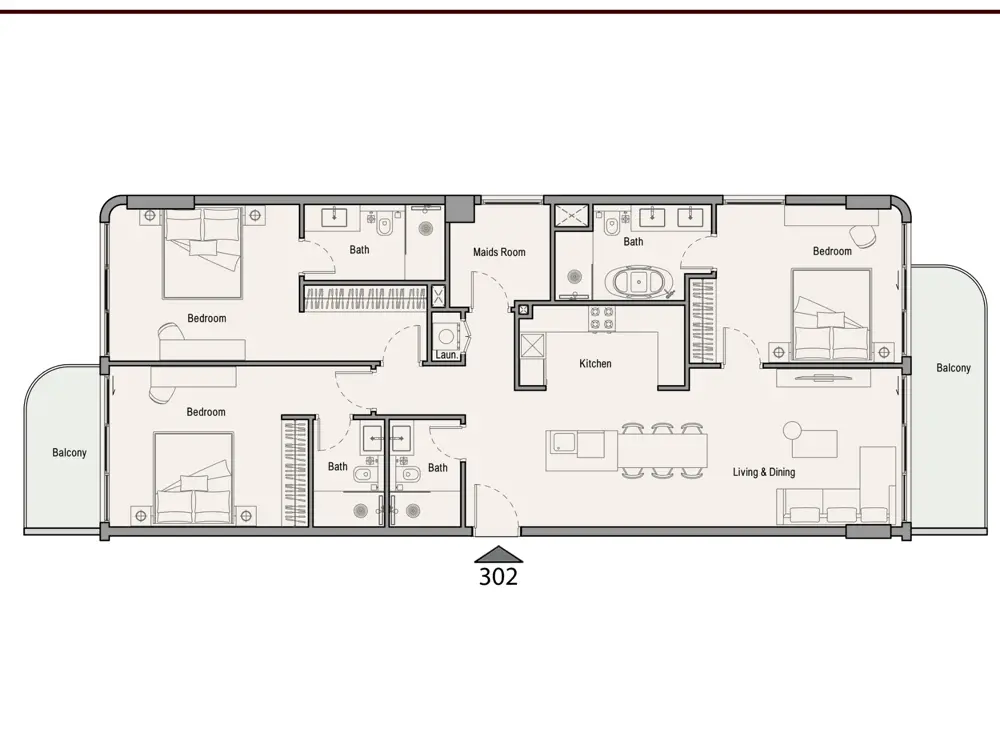 Bath
Maids Room
Bath
Bedroom
Bedroom
Laun.
Kitchen
Balcony
Bedroom
Balcony
Bath
Bath
Living & Dining
302